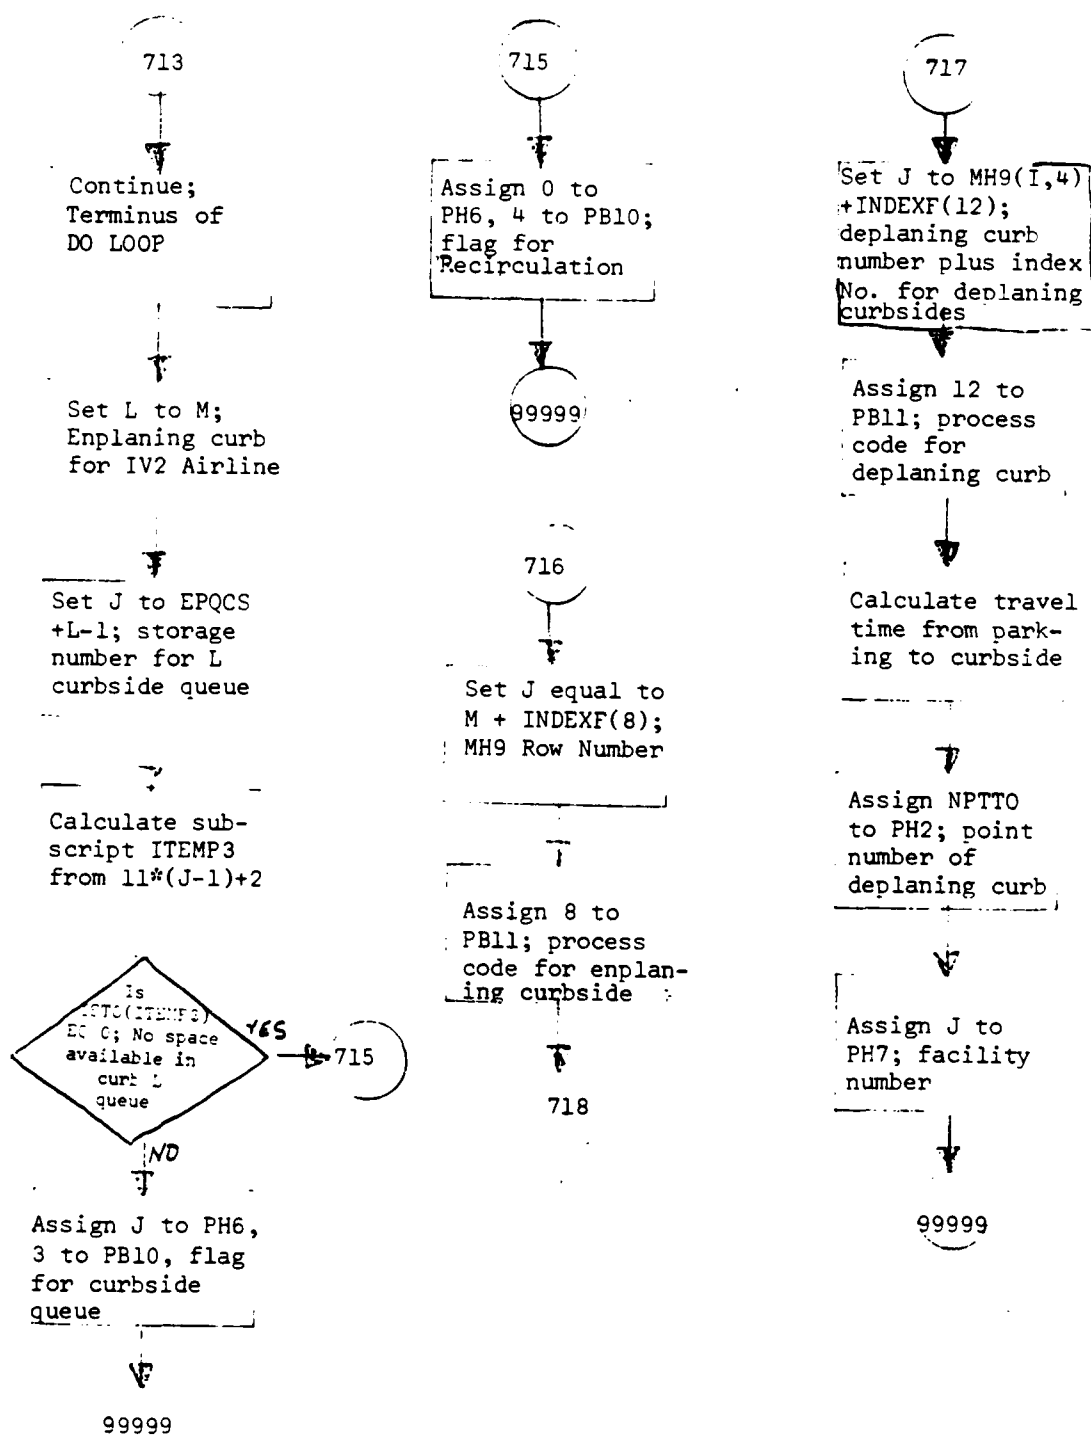 713
Continue;
Terminus of
DO LOOP
Set L to M;
Enplaning curb
for IV2 Airline
Set J to EPQCS
+L-1; storage
number for L
curbside queue
Calculate sub-
script ITEMP3
from 11*(J-1)+2
Is
EQ 0; No space
available in
curb L
queue
YES
715
NO
Assign J to PH6,
3 to PB10, flag
for curbside
queue
99999
715
Assign 0 to
PH6, 4 to PB10;
flag for
Recirculation
99999
716
Set J equal to
M + INDEXF(8);
MH9 Row Number
Assign 8 to
PB11; process
code for enplan-
ing curbside
718
717
Set J to MH9(I,4)
+INDEXF(12);
deplaning curb
number plus index
No. for deplaning
curbsides
Assign 12 to
PB11; process
code for
deplaning curb
Calculate travel
time from park-
ing to curbside
Assign NPTTO
to PH2; point
number of
deplaning curb
Assign J to
PH7; facility
number
99999